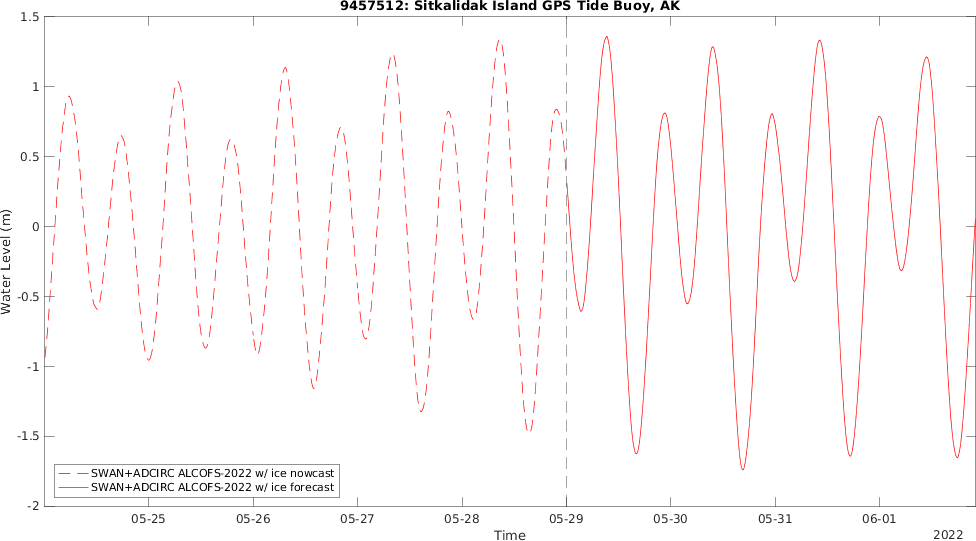 9457512: Sitkalidak Island GPS Tide Buoy, AK
1.5
1
0.5
0
-0.5
-1
-1.5
-2
Water Level (m)
SWAN+ADCIRC ALCOFS-2022 w/ ice nowcast
SWAN+ADCIRC ALCOFS-2022 w/ ice forecast
05-25 05-26 05-27 05-28 05-29 05-30 05-31 06-01
Time
2022